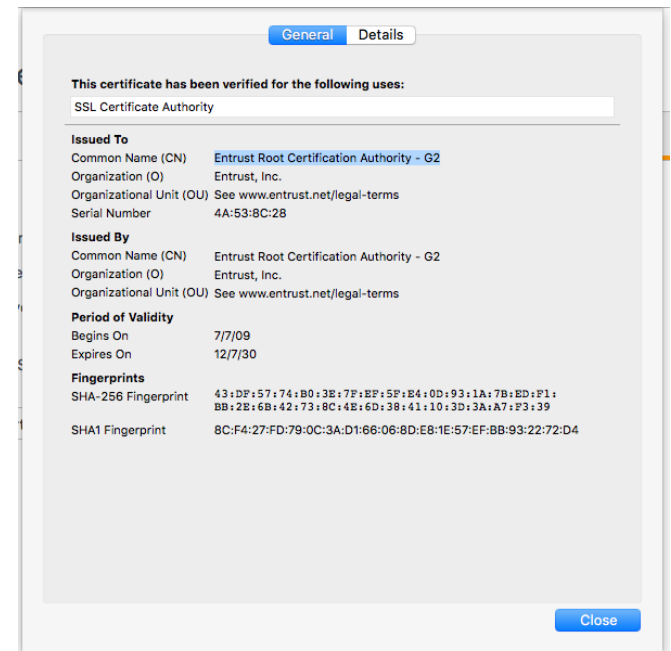 General Details
This certificate has been verified for the following uses:
SSL Certificate Authority
Issued To
Common Name (CN) Entrust Root Certification Authority - G2
Organization (O) Entrust, Inc.
Organizational Unit (OU) See www.entrust.net/legal-terms
Serial Number 4A:53:8C:28
Issued By
Common Name (CN) Entrust Root Certification Authority - G2
Organization (O) Entrust, Inc.
Organizational Unit (OU) See www.entrust.net/legal-terms
Period of Validity
Begins On 7/7/09
Expires On 12/7/30
Fingerprints
SHA-256 Fingerprint 43:DF:57:74:B0:3E:7F:EF:5F:E4:0D:93:1A:7B:ED:F1:
BB:2E:6B:42:73:8C:4E:6D:38:41:10:3D:3A:A7:F3:39
SHA1 Fingerprint 8C:F4:27:FD:79:0C:3A:D1:66:06:8D:E8:1E:57:EF:BB:93:22:72:D4
Close